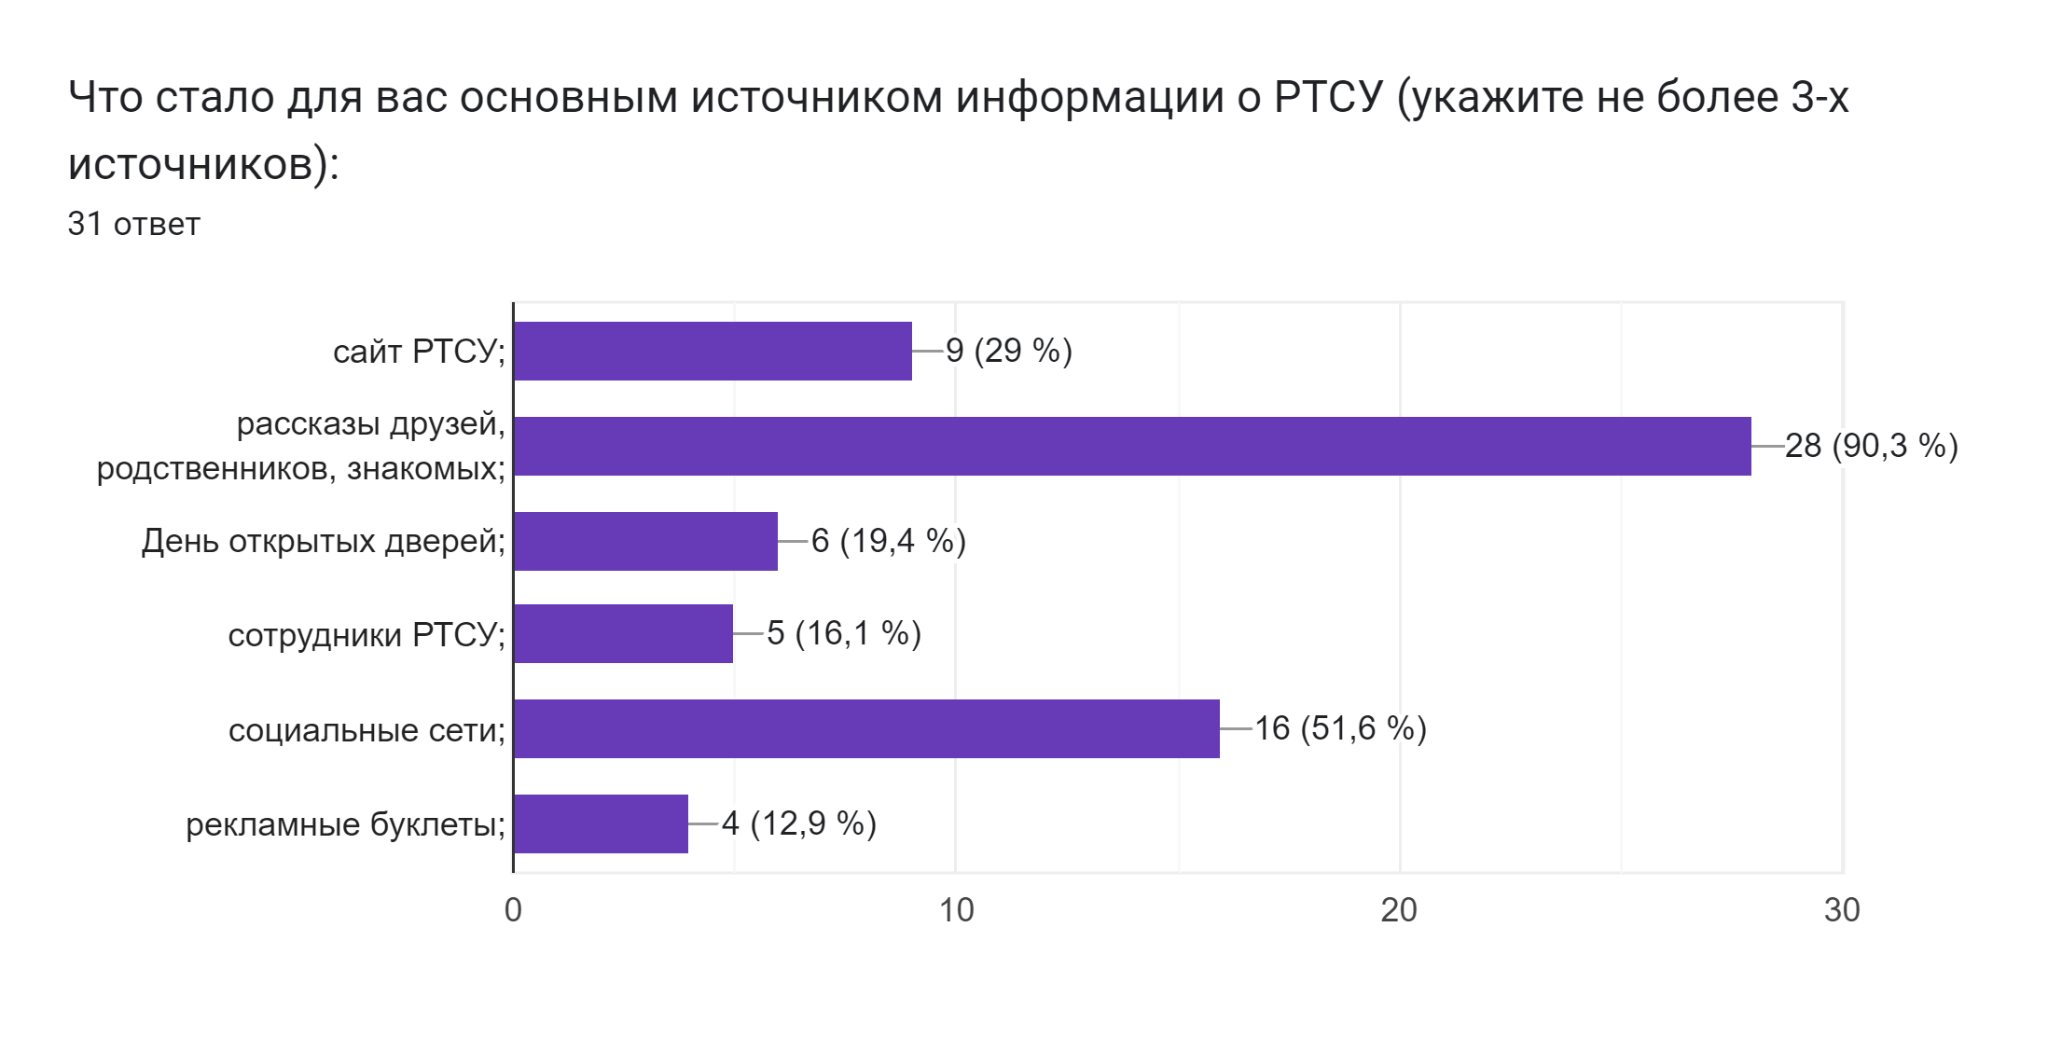 Что стало для вас основным источником информации о РТСУ (укажите не более 3-х
источников):
31 ответ
сайт РТСУ;
9 (29 %)
рассказы друзей,
родственников, знакомых;
28 (90,3 %)
День открытых дверей;
6 (19,4 %)
сотрудники РТСУ;
5 (16,1 %)
социальные сети;
16 (51,6 %)
рекламные буклеты;
4 (12,9 %)
0 10 20 30